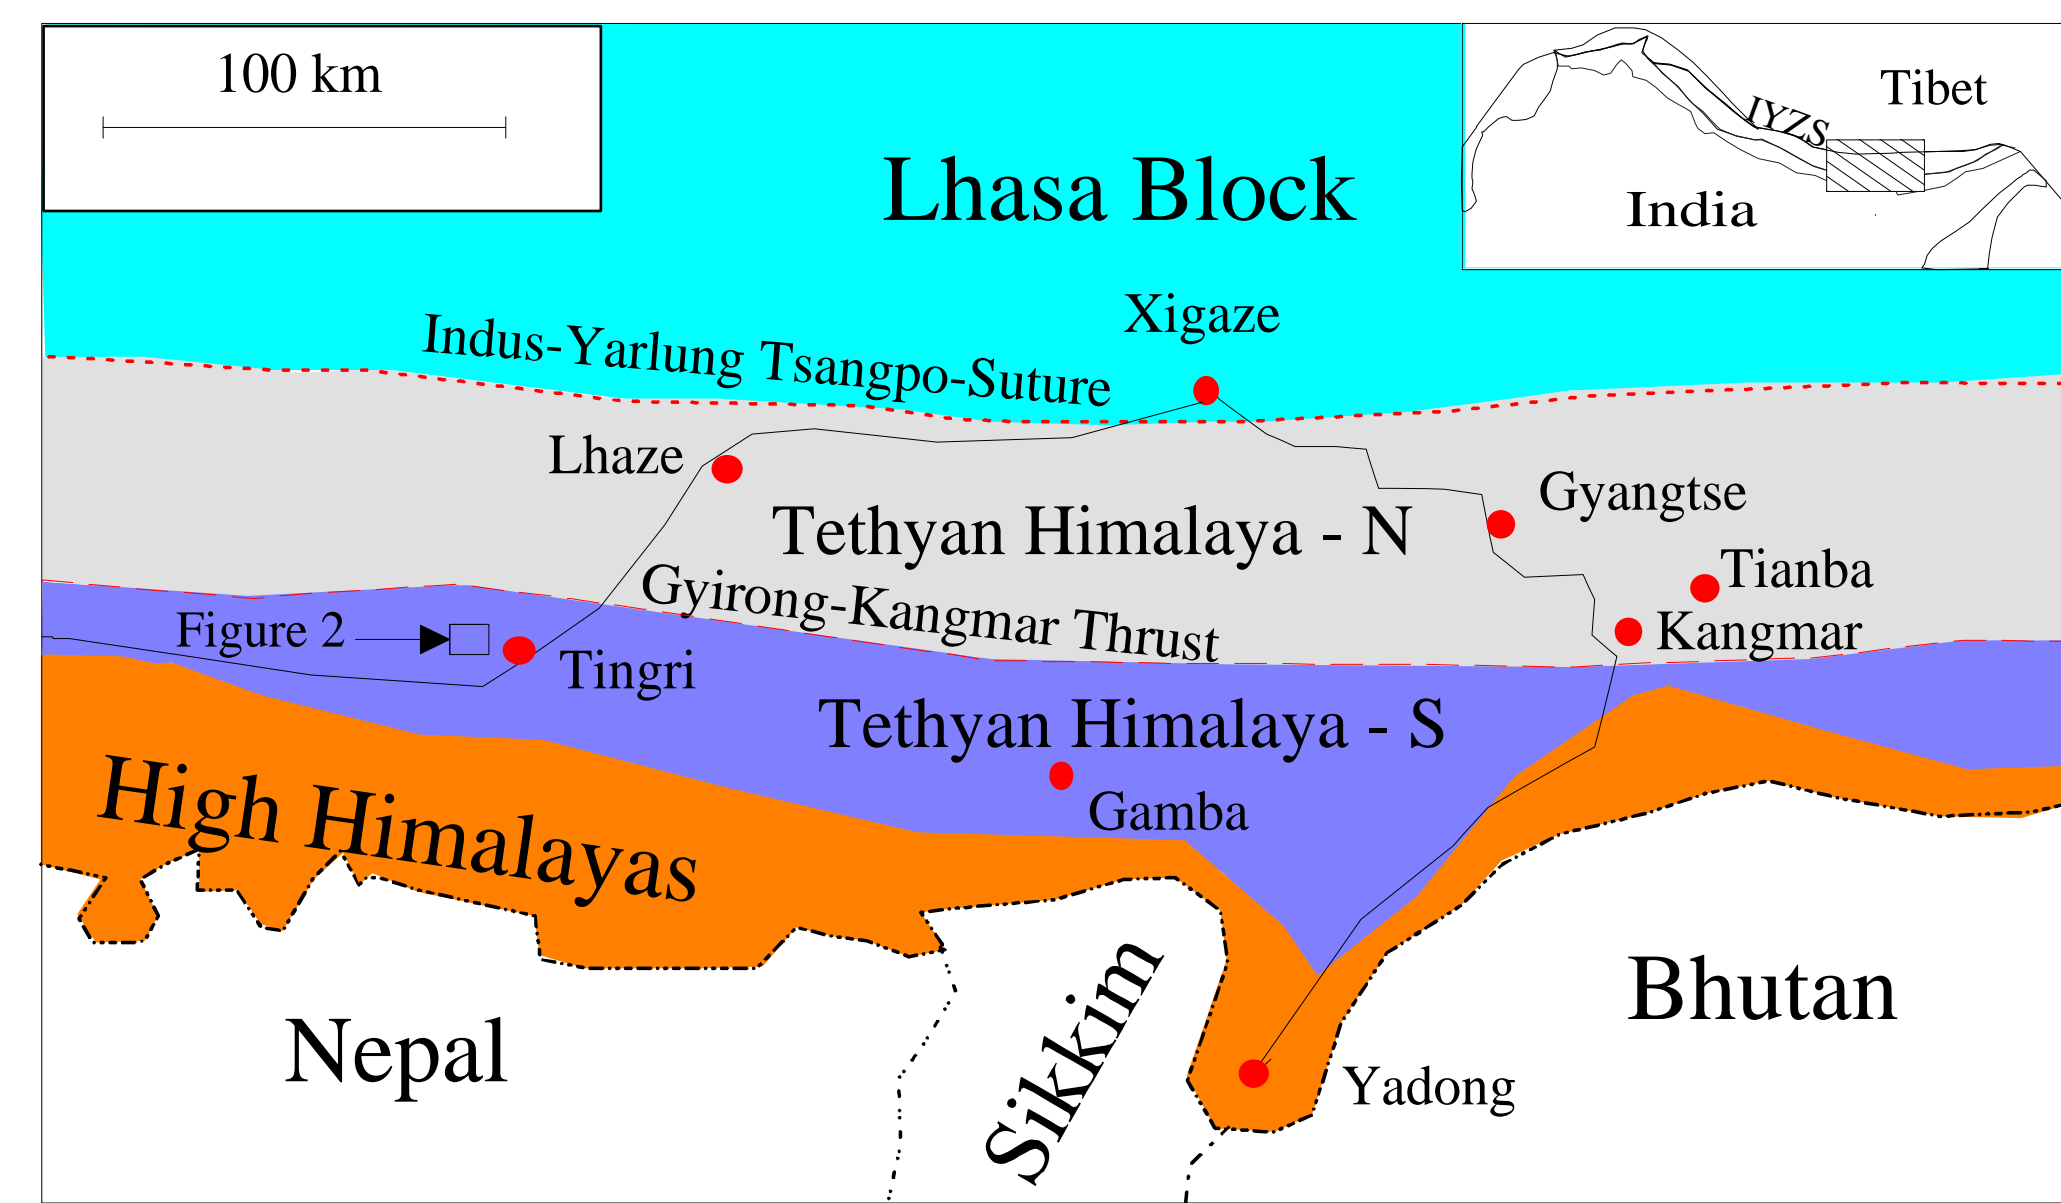 100 km
Tibet
IYZS
India
Lhasa Block
Xigaze
Indus-Yarlung Tsangpo-Suture
Lhaze
Gyangtse
Tethyan Himalaya - N
Tianba
Gyirong-Kangmar Thrust
Figure 2
Kangmar
Tingri
Tethyan Himalaya - S
Gamba
High Himalayas
Sikkim
Bhutan
Nepal
Yadong